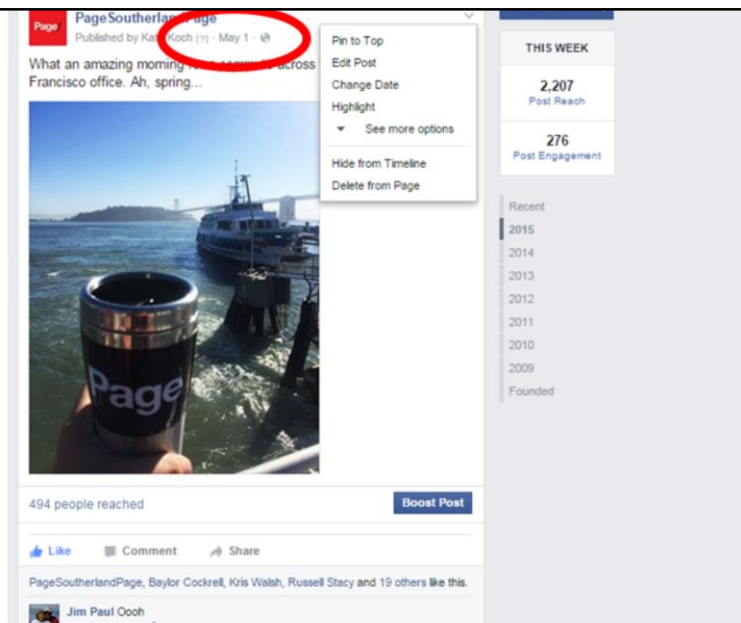 Page/
PageSoutherlandPage
Published by Kat Koch [?] · May 1 ·
What an amazing morning commute across
Francisco office. Ah, spring...
Pin to Top
Edit Post
Change Date
Highlight
See more options
Hide from Timeline
Delete from Page
Page
494 people reached
Boost Post
Like Comment Share
PageSoutherlandPage, Baylor Cockrell, Kris Walsh, Russell Stacy and 19 others like this.
Jim Paul Oooh
THIS WEEK
2,207
Post Reach
276
Post Engagement
Recent
2015
2014
2013
2012
2011
2010
2009
Founded